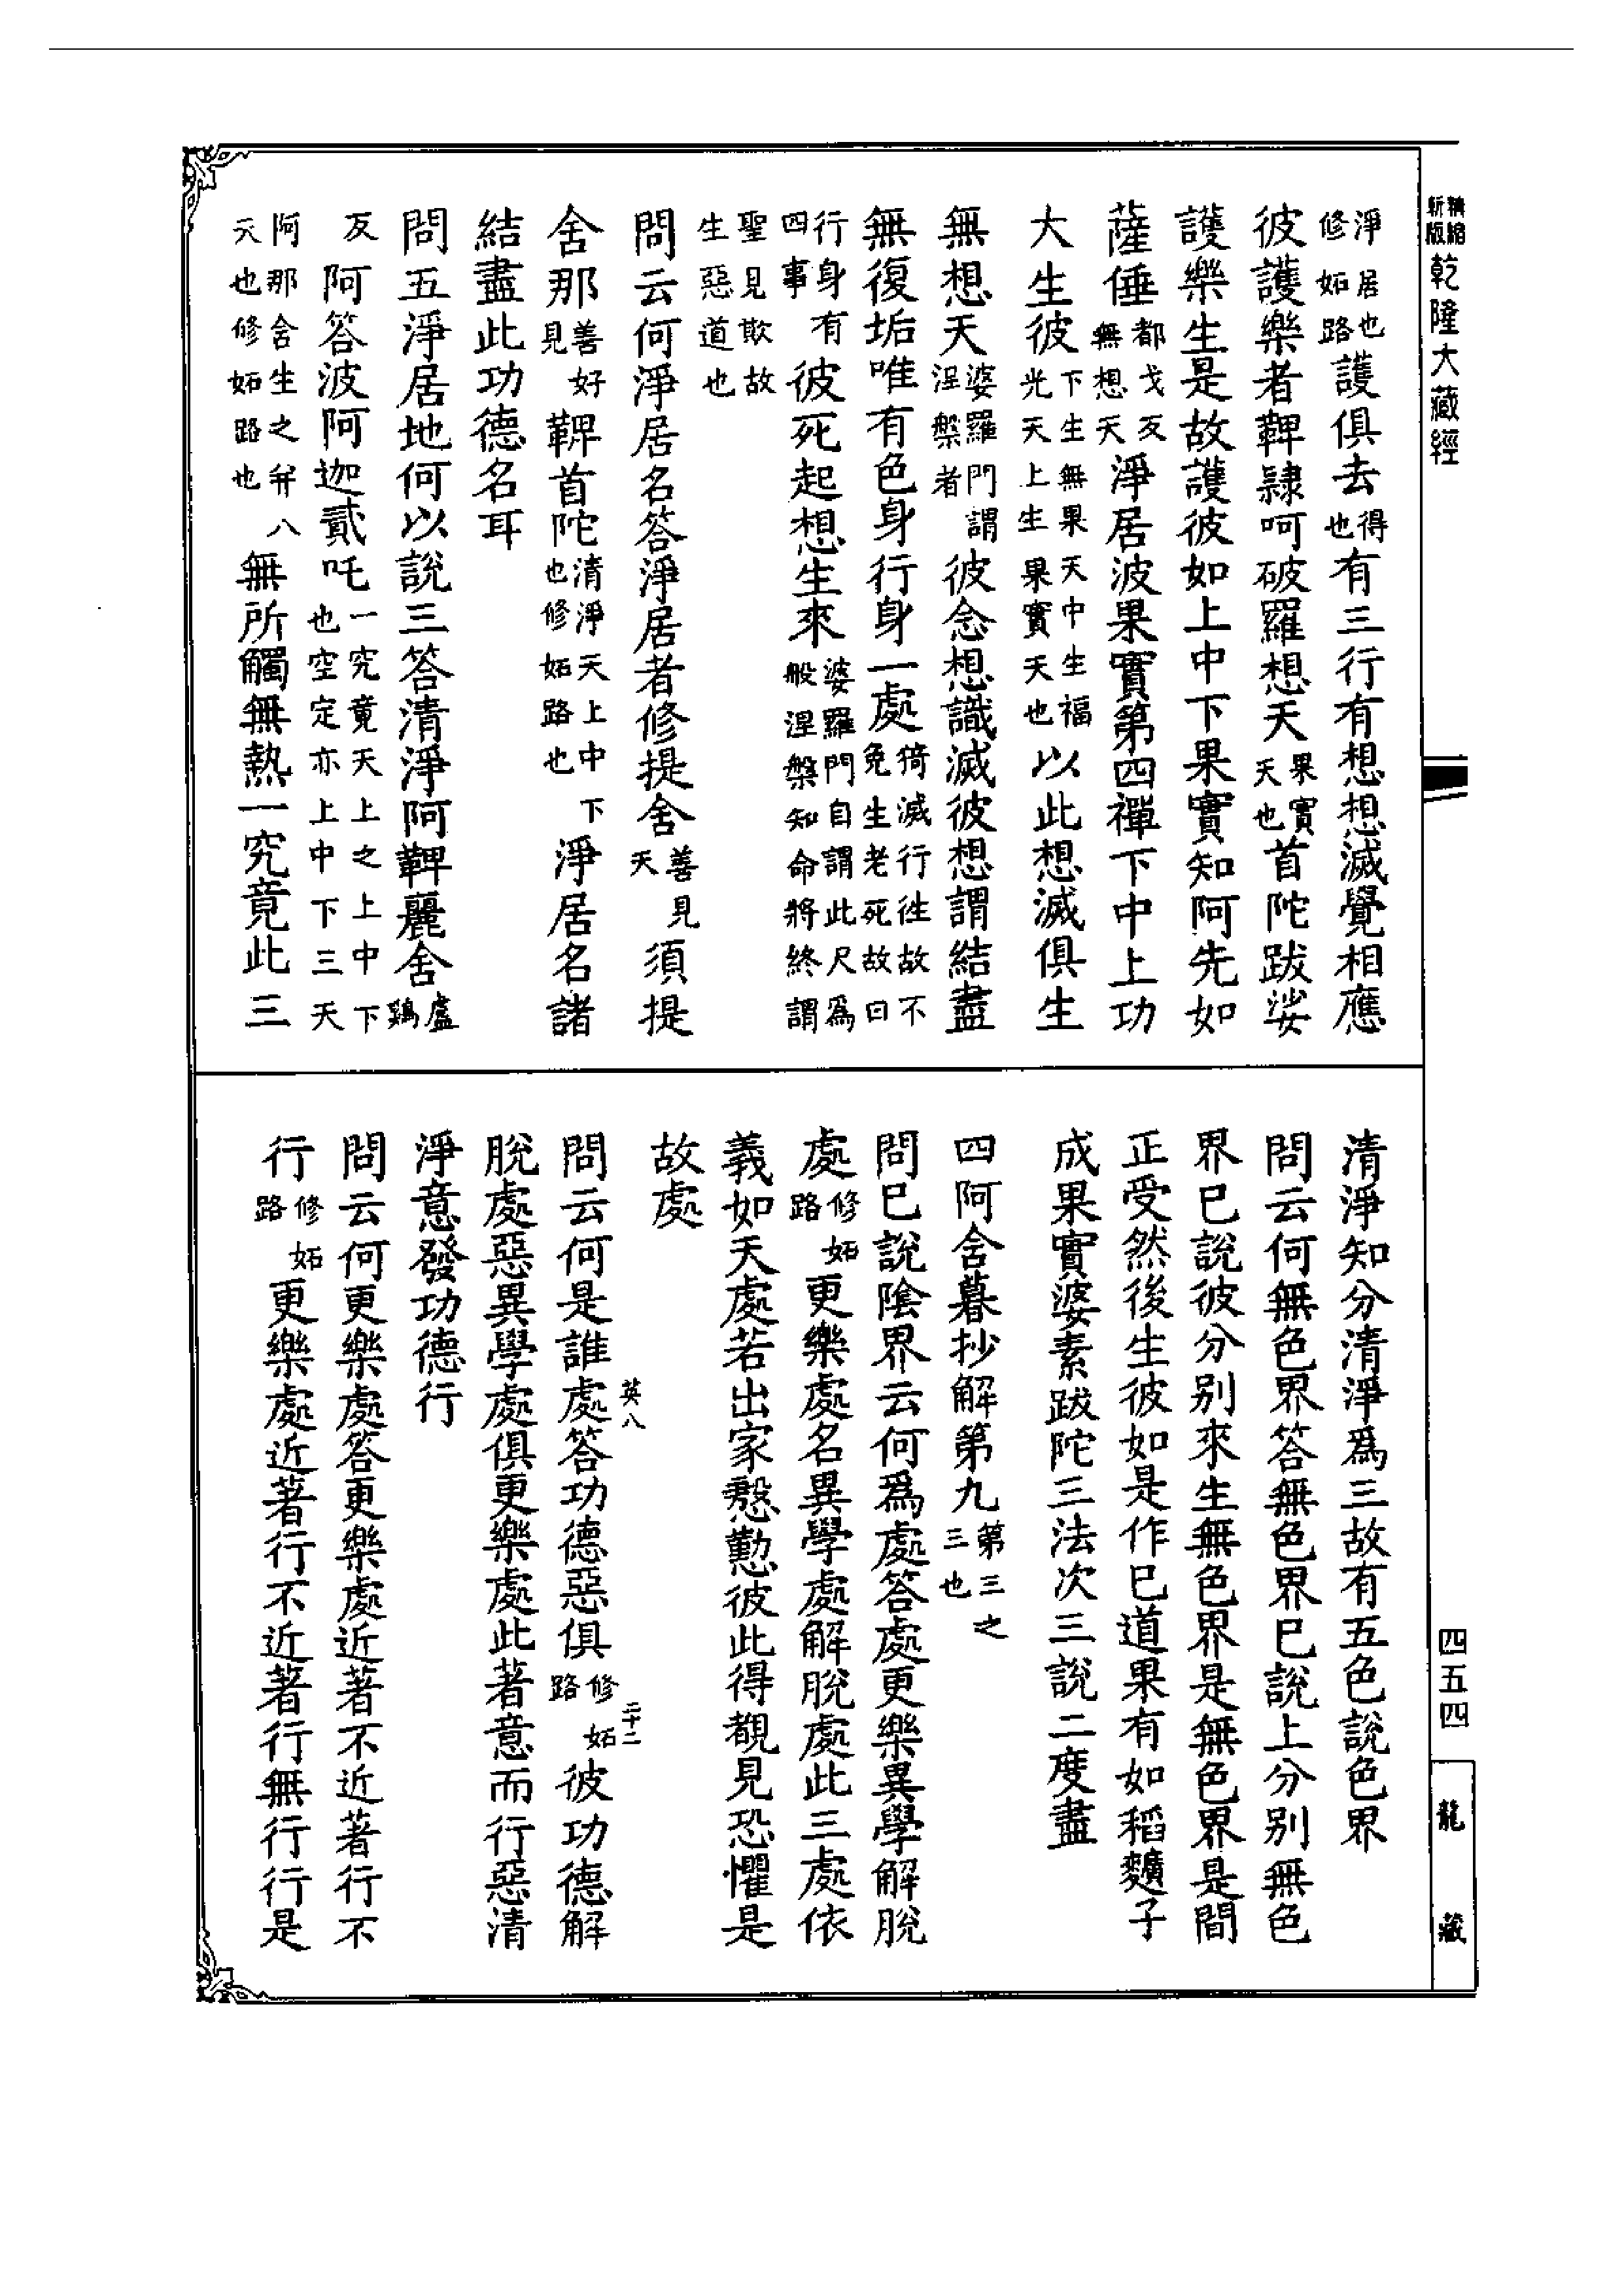 精縮新版乾隆大藏經
淨居也修妬路護俱去得也有三行有想想滅覺相應
彼護樂者鞞隸呵破羅想天果實天也首陀跋娑
護樂生是故護彼如上中下果實知阿先如
薩倕都戈反無想天淨居波果實第四禪下中上功
大生彼下生無果天中生福光天上生果實天也以此想滅俱生
無想天婆羅門謂涅槃者彼念想識滅彼想謂結盡
無復垢唯有色身行身一處猗滅行徃故不免生老死故曰
行身有四事彼死起想生來婆羅門自謂此尺為般涅槃知命將終謂
聖見欺故生惡道也
問云何淨居名答淨居者修提舍善見天須提
舍那善好見鞞首陀清淨天上中下也修妬路也淨居名諸
結盡此功德名耳
問五淨居地何以說三答清淨阿鞞麗舍盧鷄
反阿答波阿迦貳吒一究竟天上之上中下也空定亦上中下三天
阿那舍生之弁八天也修妬路也無所觸無熱一究竟此三
清淨知分清淨爲三故有五色說色界
問云何無色界答無色界巳說上分别無色
界巳說彼分别來生無色界是無色界是間
正受然後生彼如是作巳道果有如稻䵃子
成果實婆素跋陀三法次三說二度盡
四阿舍暮抄解第九第三之三也
問巳說陰界云何爲處答處更樂異學解脫
處修妬路更樂處名異學處解脫處此三處依
義如天處若出家慇懃彼此得覩見恐懼是
故處
問云何是誰處答功德惡俱修妬路彼功德解
英八 二十二
脫處惡異學處俱更樂處此著意而行惡清
淨意發功德行
問云何更樂處答更樂處近著不近著行不
行修妬路更樂處近著行不近著行無行行是
四五四
龍藏